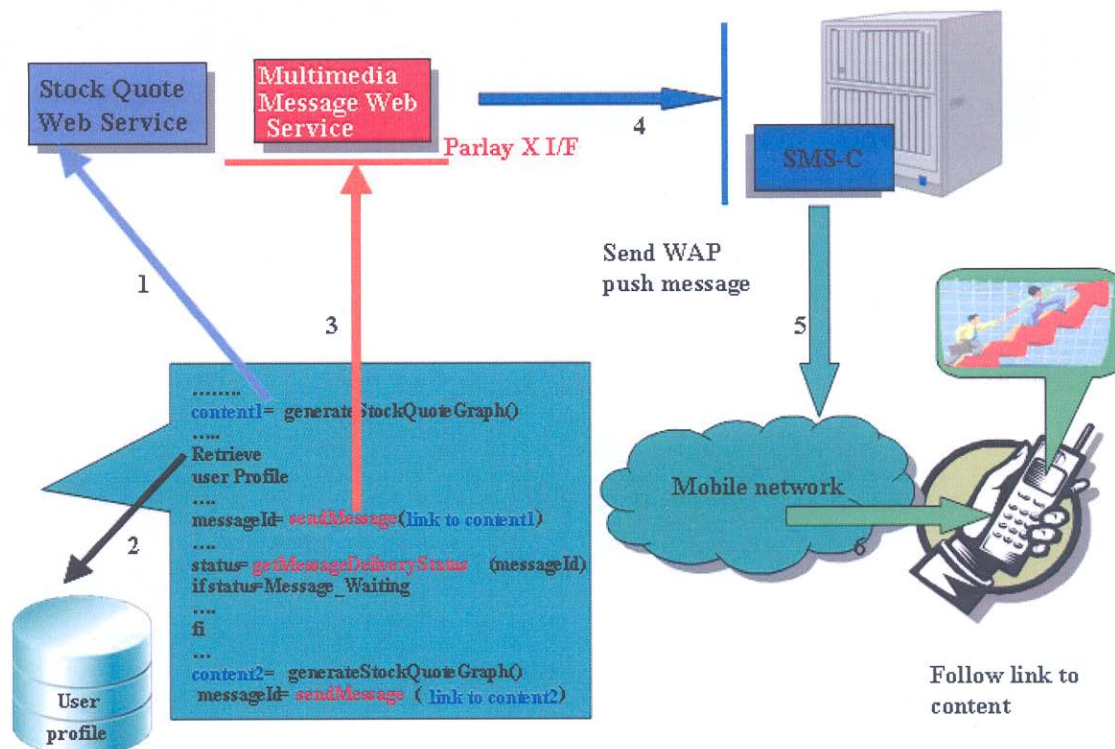 Stock Quote
Web Service
Multimedia
Message Web
Service
Parlay X I/F
4
SMS-C
1
3
Send WAP
push message
5
........
content1= generateStockQuoteGraph()
.....
Retrieve
user Profile
....
messageId=sendMessage(link to content1)
....
status=getMessageDeliveryStatus (messageId)
if status=Message_Waiting
....
fi
...
content2= generateStockQuoteGraph()
messageId=sendMessage ( link to content2)
2
User
profile
Mobile network
6
Follow link to
content